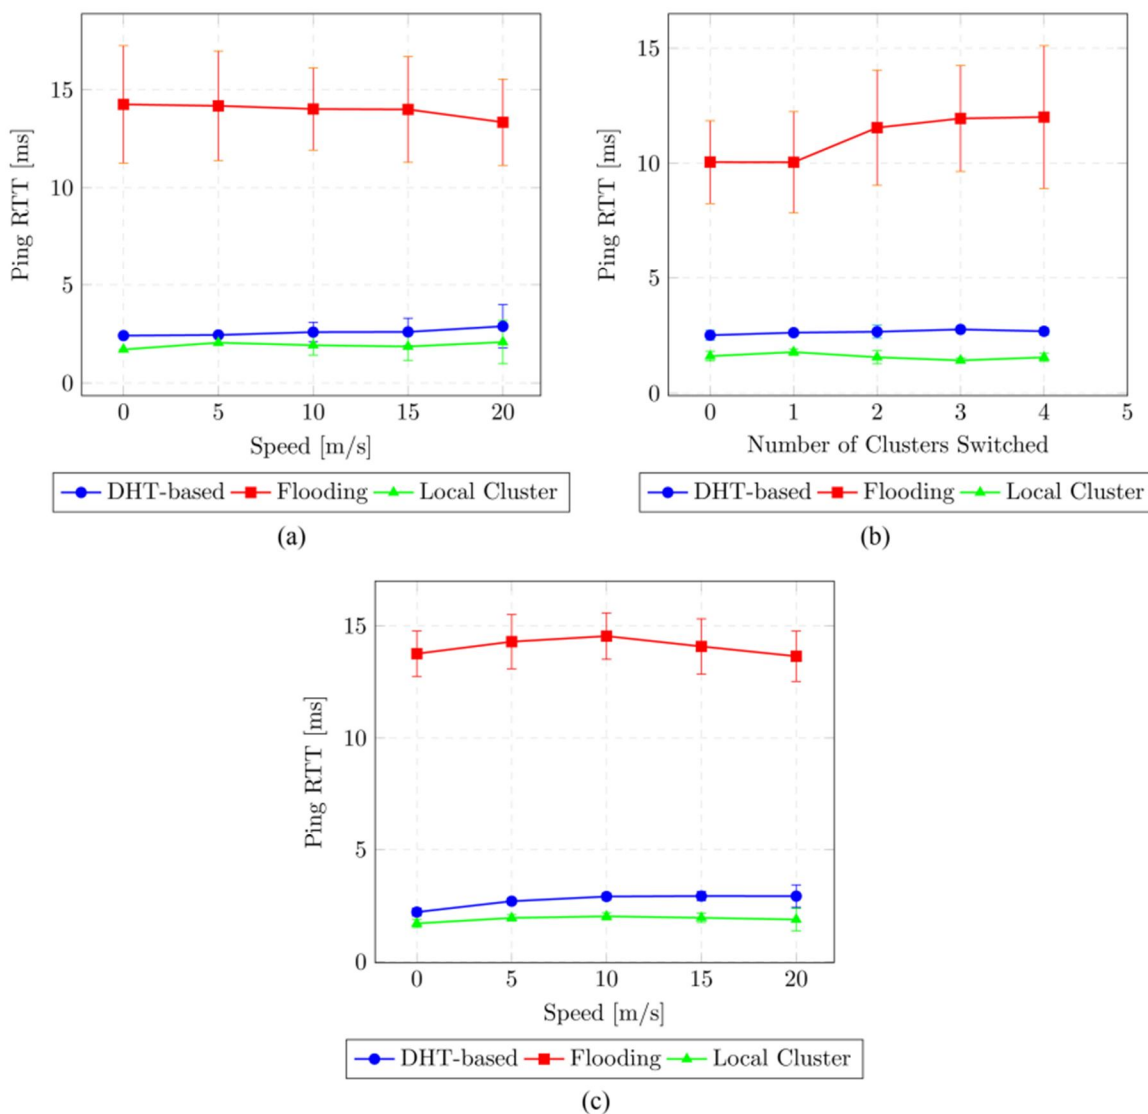 Ping RTT [ms]
15
10
5
0
0 5 10 15 20
Speed [m/s]
DHT-based Flooding Local Cluster
(a)
Ping RTT [ms]
15
10
5
0
0 1 2 3 4 5
Number of Clusters Switched
DHT-based Flooding Local Cluster
(b)
Ping RTT [ms]
15
10
5
0
0 5 10 15 20
Speed [m/s]
DHT-based Flooding Local Cluster
(c)